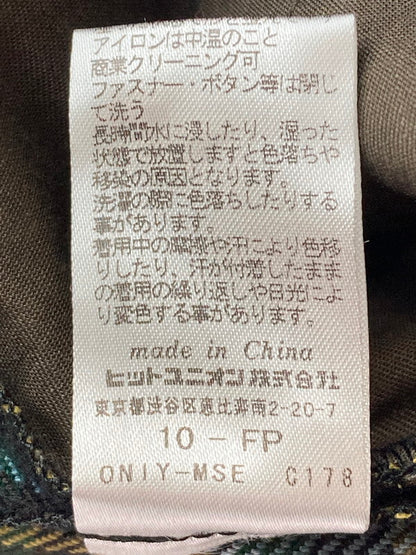 アイロンは中温のこと
商業クリーニング可
ファスナー・ボタン等は閉じ
て洗う
長時間水に浸したり、湿った
状態で放置しますと色落ちや
移染の原因となります。
洗濯の際に色落ちしたりする
事があります。
着用中の摩擦や汗により色移
りしたり、汗が付着したまま
の着用の繰り返しや日光によ
り変色する事があります。
made in China
ヒットユニオン株式会社
東京都渋谷区恵比寿南2-20-7
10-FP
ONIY-MSE C178